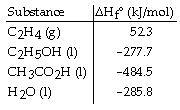 Substance ΔHf° (kJ/mol)
C2H4 (g) 52.3
C2H5OH (l) -277.7
CH3CO2H (l) -484.5
H2O (l) -285.8